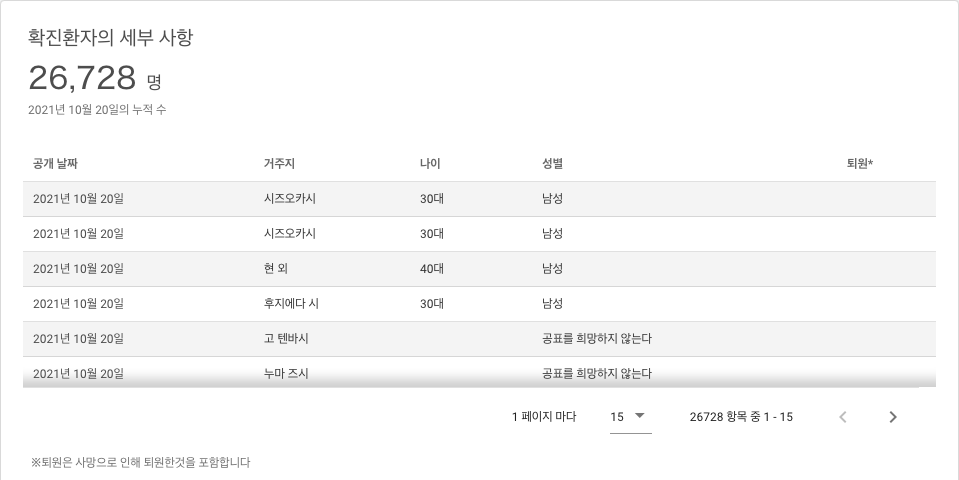 확진환자의 세부 사항
26,728 명
2021년 10월 20일의 누적 수
공개 날짜 거주지 나이 성별 퇴원*
2021년 10월 20일 시즈오카시 30대 남성
2021년 10월 20일 시즈오카시 30대 남성
2021년 10월 20일 현 외 40대 남성
2021년 10월 20일 후지에다 시 30대 남성
2021년 10월 20일 고 텐바시 공표를 희망하지 않는다
2021년 10월 20일 누마 즈시 공표를 희망하지 않는다
1 페이지 마다 15 26728 항목 중 1 - 15
※퇴원은 사망으로 인해 퇴원한것을 포함합니다